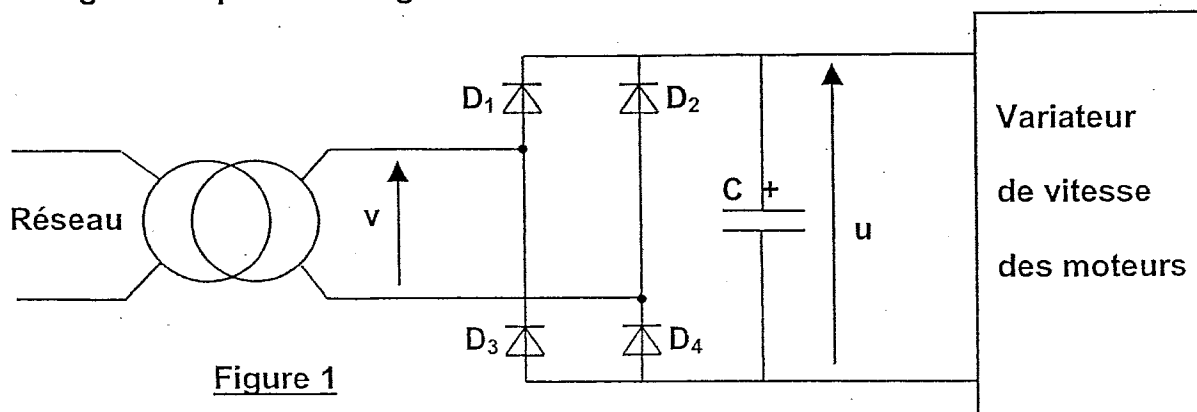 D₁
D₂
Variateur
de vitesse
des moteurs
Réseau
v
C +
u
D₃
D₄
Figure 1